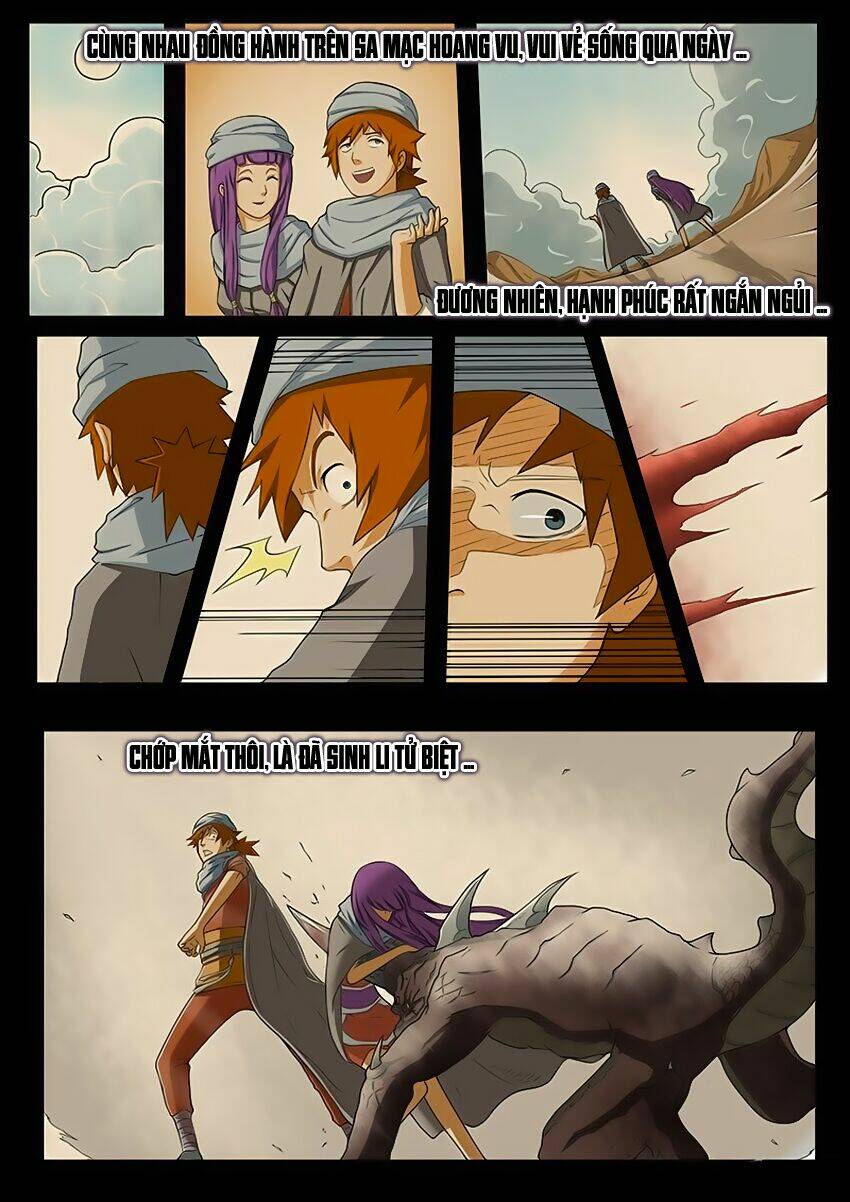 CÙNG NHAU ĐỒNG HÀNH TRÊN SA MẠC HOANG VU, VUI VẺ SỐNG QUA NGÀY ...
ĐƯƠNG NHIÊN, HẠNH PHÚC RẤT NGẮN NGỦI ...
CHỚP MẮT THÔI, LÀ ĐÃ SINH LI TỬ BIỆT ...